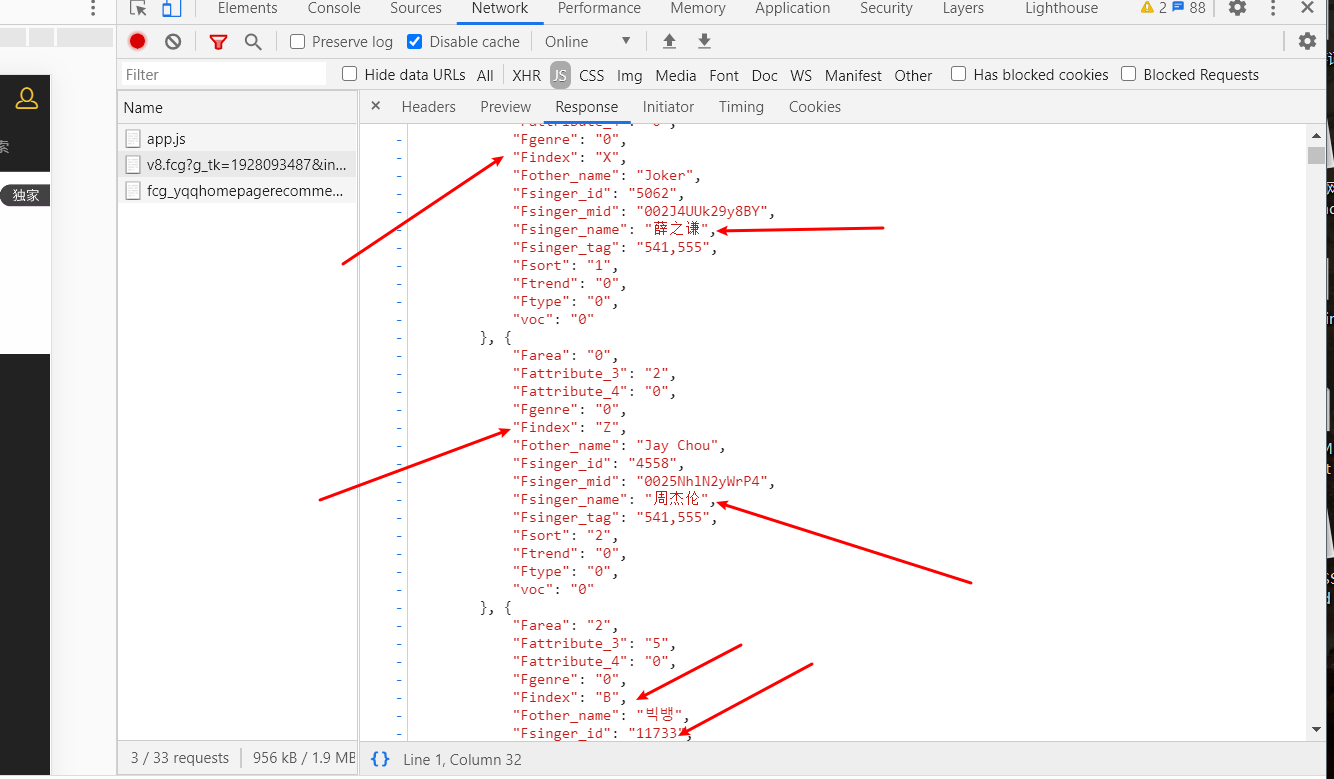 Elements Console Sources Network Performance Memory Application Security Layers Lighthouse 2 88
Preserve log Disable cache Online
Filter Hide data URLs All XHR JS CSS Img Media Font Doc WS Manifest Other Has blocked cookies Blocked Requests
Name
Headers Preview Response Initiator Timing Cookies
app.js
v8.fcg?g_tk=1928093487&in...
fcg_yqqhomepagerecomme...
索
独家
"Fgenre": "0",
"Findex": "X",
"Fother_name": "Joker",
"Fsinger_id": "5062",
"Fsinger_mid": "002J4UUk29y8BY",
"Fsinger_name": "薛之谦",
"Fsinger_tag": "541,555",
"Fsort": "1",
"Ftrend": "0",
"Ftype": "0",
"voc": "0"
}, {
"Farea": "0",
"Fattribute_3": "2",
"Fattribute_4": "0",
"Fgenre": "0",
"Findex": "Z",
"Fother_name": "Jay Chou",
"Fsinger_id": "4558",
"Fsinger_mid": "0025NhlN2yWrP4",
"Fsinger_name": "周杰伦",
"Fsinger_tag": "541,555",
"Fsort": "2",
"Ftrend": "0",
"Ftype": "0",
"voc": "0"
}, {
"Farea": "2",
"Fattribute_3": "5",
"Fattribute_4": "0",
"Fgenre": "0",
"Findex": "B",
"Fother_name": "빅뱅",
"Fsinger_id": "11733",
3 / 33 requests 956 kB / 1.9 MB
{} Line 1, Column 32